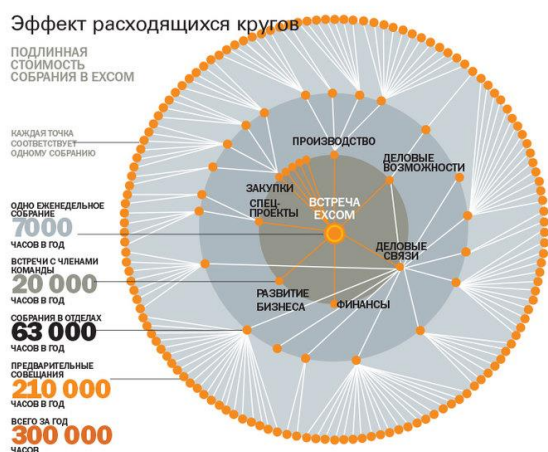 Эффект расходящихся кругов
ПОДЛИННАЯ
СТОИМОСТЬ
СОБРАНИЯ В EXCOM
КАЖДАЯ ТОЧКА
СООТВЕТСТВУЕТ
ОДНОМУ СОБРАНИЮ
ОДНО ЕЖЕНЕДЕЛЬНОЕ
СОБРАНИЕ
7000
ЧАСОВ В ГОД
ВСТРЕЧИ С ЧЛЕНАМИ
КОМАНДЫ
20 000
ЧАСОВ В ГОД
СОБРАНИЯ В ОТДЕЛАХ
63 000
ЧАСОВ В ГОД
ПРЕДВАРИТЕЛЬНЫЕ
СОВЕЩАНИЯ
210 000
ЧАСОВ В ГОД
ВСЕГО ЗА ГОД
300 000
ЧАСОВ
ПРОИЗВОДСТВО
ДЕЛОВЫЕ
ВОЗМОЖНОСТИ
ЗАКУПКИ
ВСТРЕЧА
EXCOM
СПЕЦ-
ПРОЕКТЫ
ДЕЛОВЫЕ
СВЯЗИ
РАЗВИТИЕ
БИЗНЕСА
ФИНАНСЫ